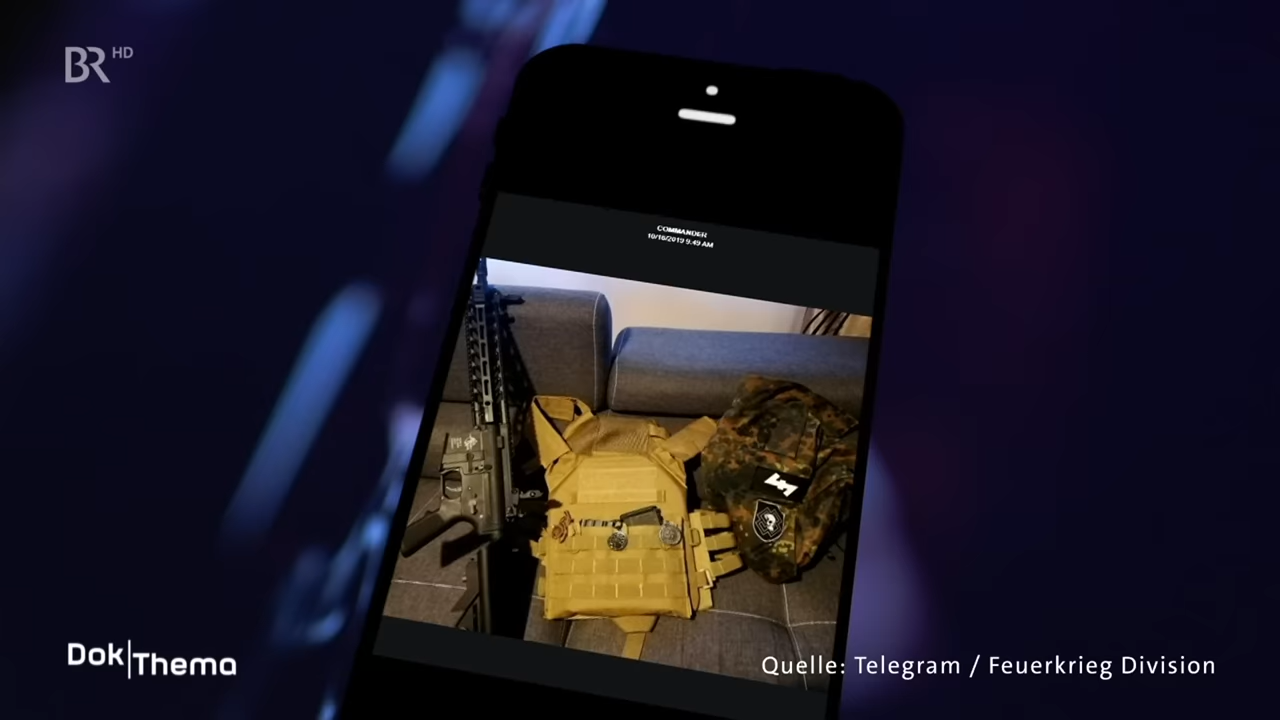 BR HD
COMMANDER
10/16/2019 9:49 AM
Dok Thema
Quelle: Telegram / Feuerkrieg Division